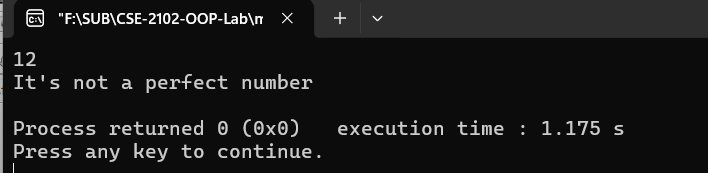 "F:\SUB\CSE-2102-OOP-Lab\m
12
It's not a perfect number
Process returned 0 (0x0)   execution time : 1.175 s
Press any key to continue.